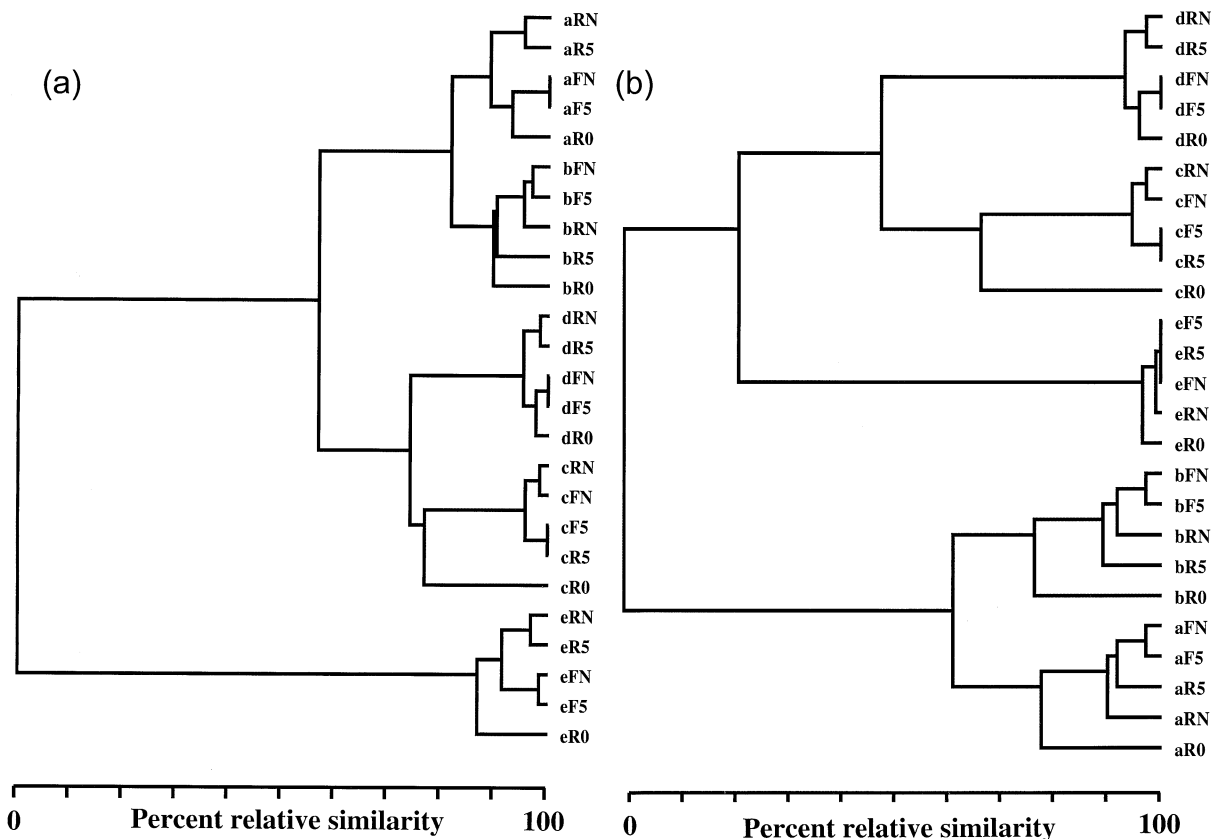 (a)
aRN
aR5
aFN
aF5
aR0
bFN
bF5
bRN
bR5
bR0
dRN
dR5
dFN
dF5
dR0
cRN
cFN
cF5
cR5
cR0
eRN
eR5
eFN
eF5
eR0
0 Percent relative similarity 100
(b)
dRN
dR5
dFN
dF5
dR0
cRN
cFN
cF5
cR5
cR0
eF5
eR5
eFN
eRN
eR0
bFN
bF5
bRN
bR5
bR0
aFN
aF5
aR5
aRN
aR0
0 Percent relative similarity 100